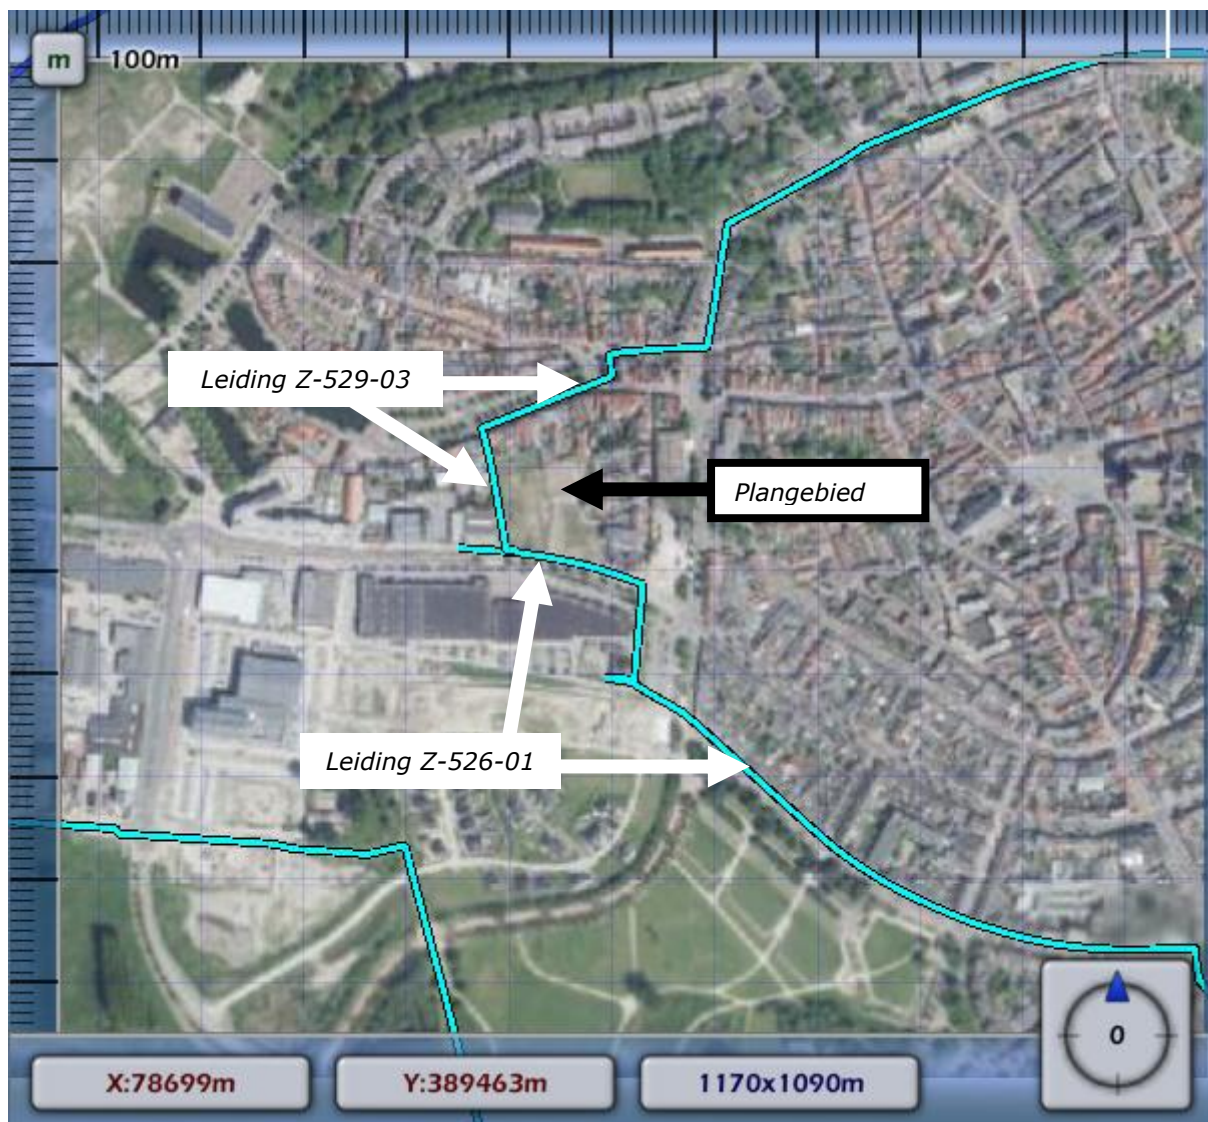 m
100m
Leiding Z-529-03
Plangebied
Leiding Z-526-01
0
X:78699m
Y:389463m
1170x1090m